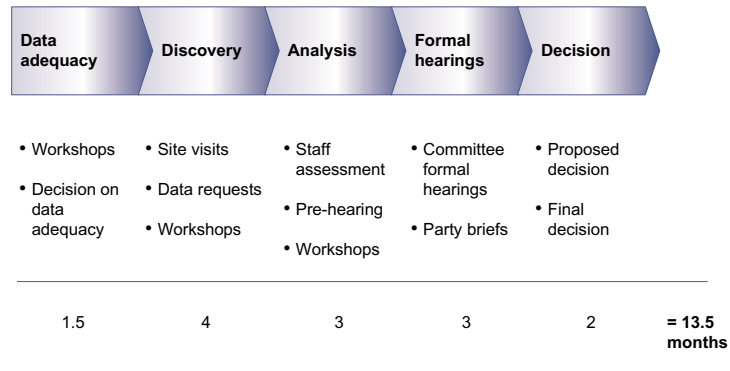 Data
adequacy
Discovery
Analysis
Formal
hearings
Decision
• Workshops
• Decision on
data
adequacy
• Site visits
• Data requests
• Workshops
• Staff
assessment
• Pre-hearing
• Workshops
• Committee
formal
hearings
• Party briefs
• Proposed
decision
• Final
decision
1.5
4
3
3
2
= 13.5
months